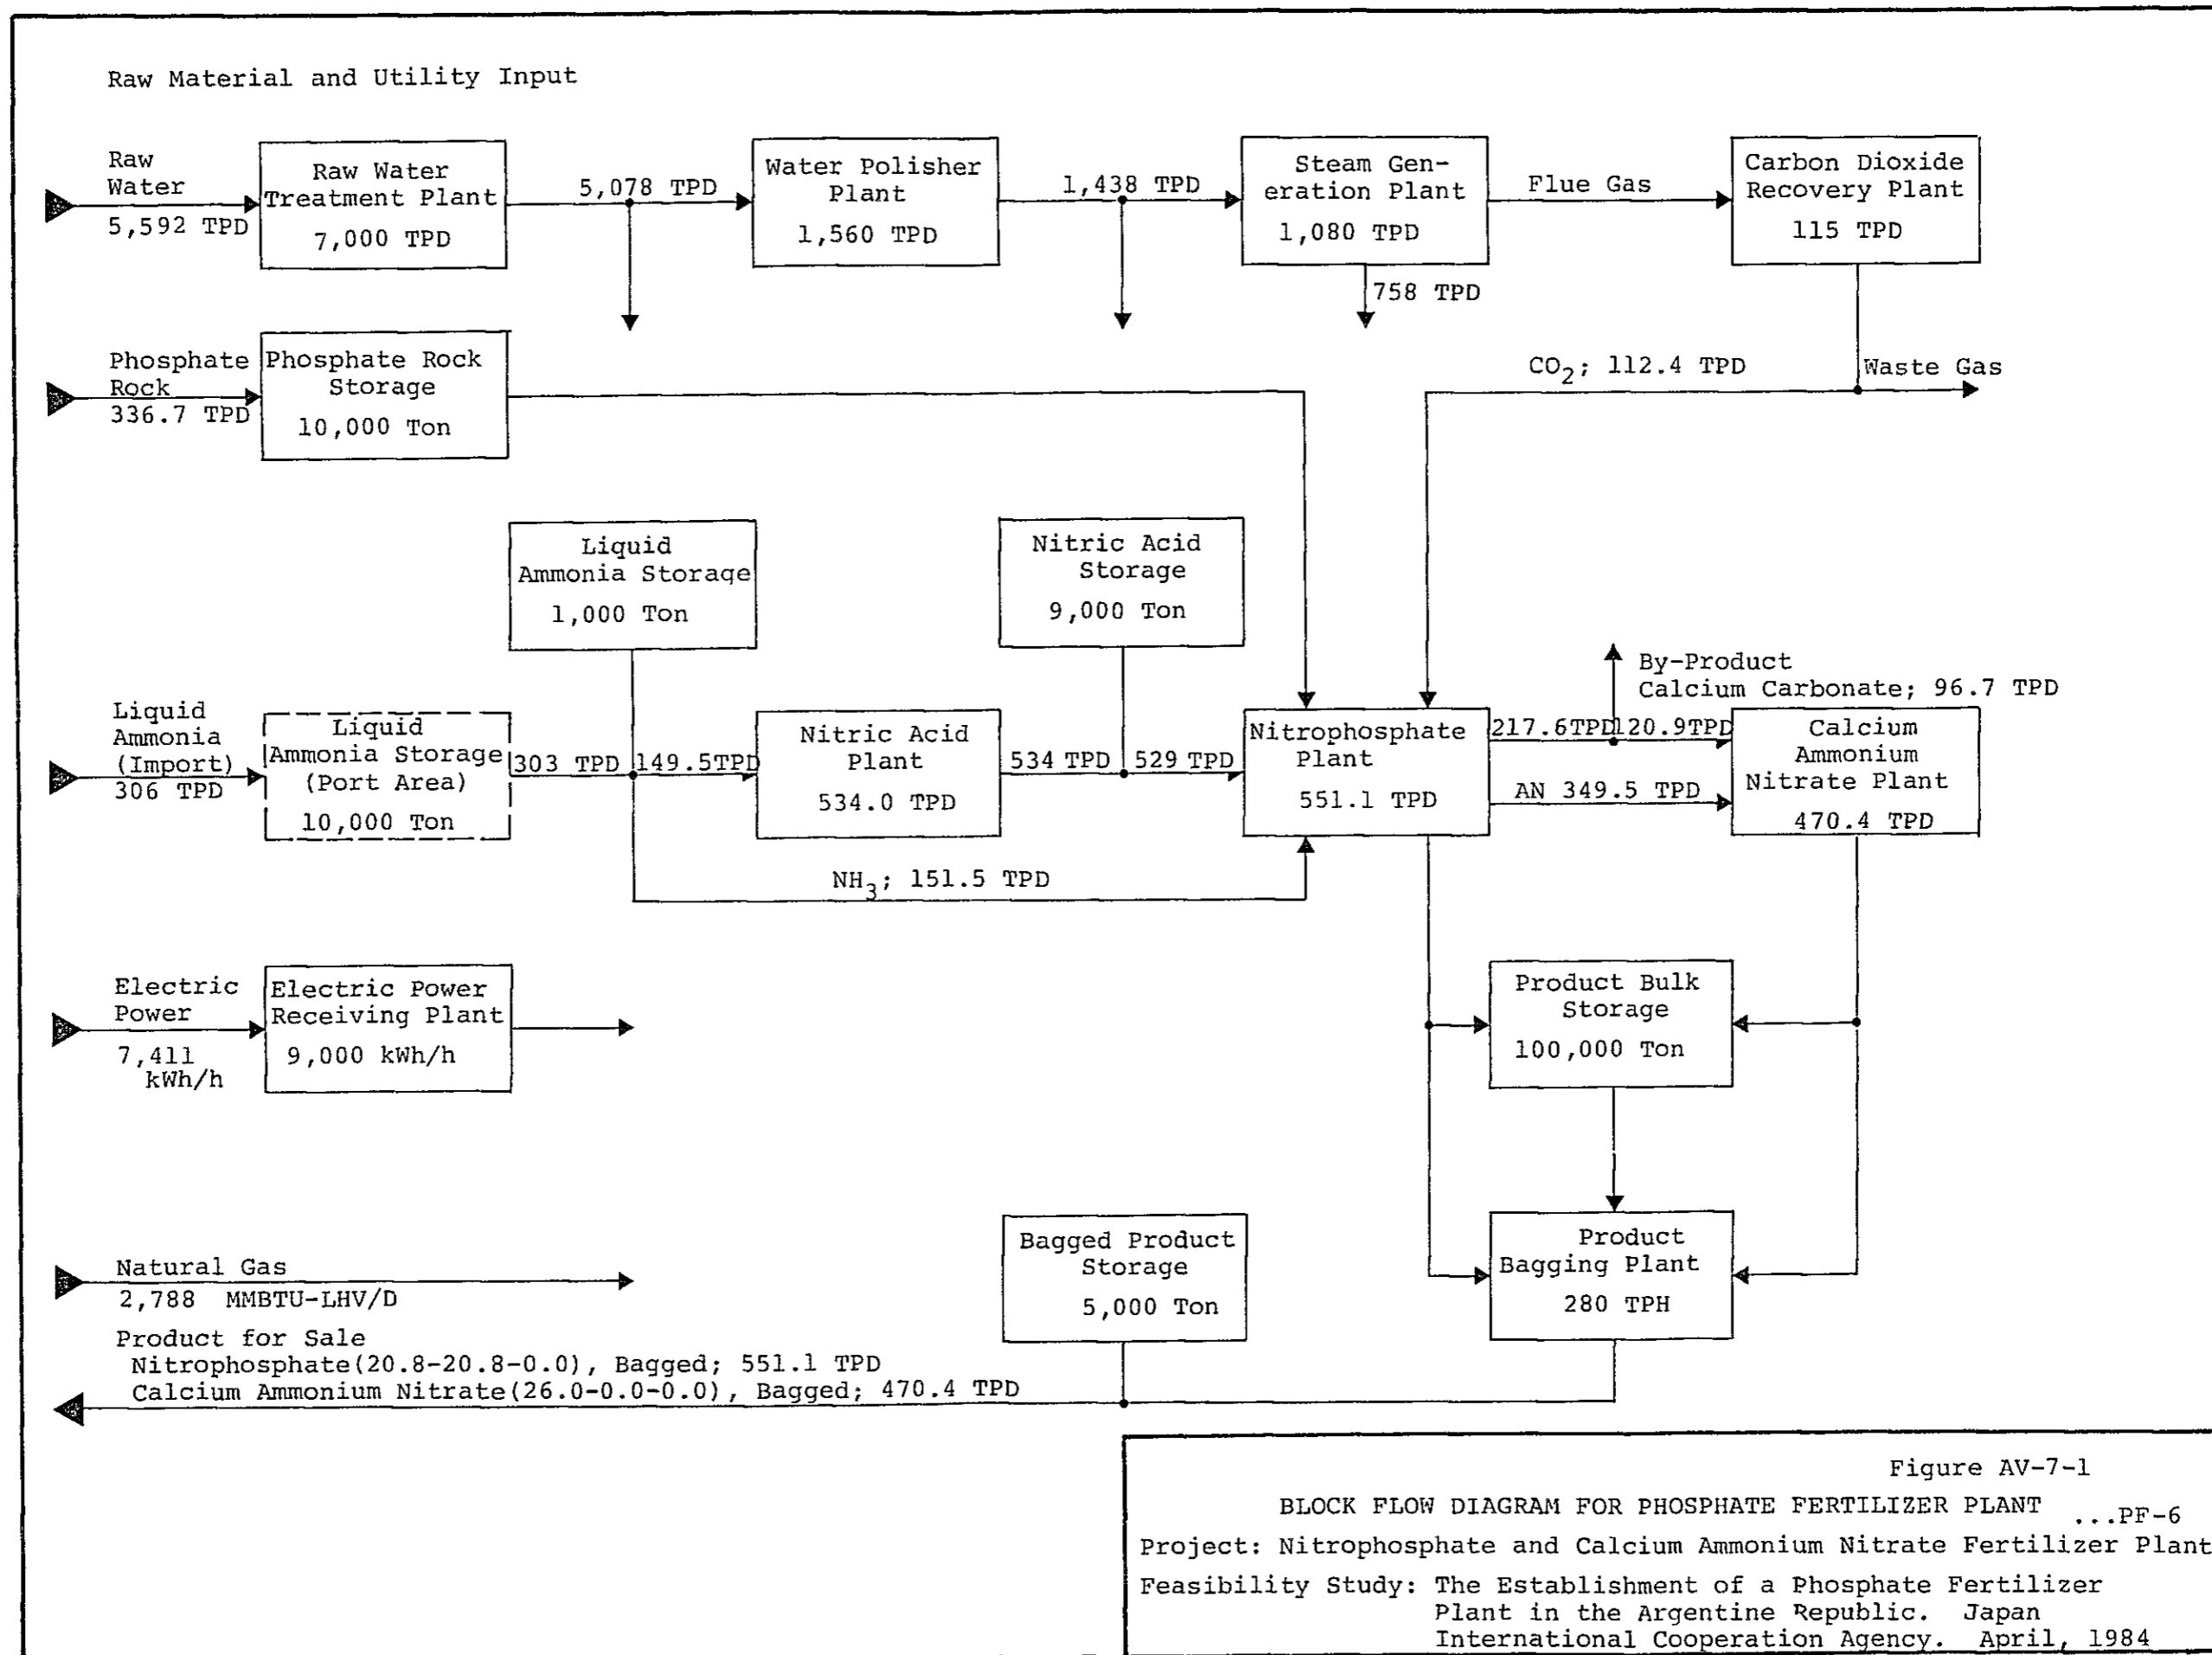 Raw Material and Utility Input
Raw
Water
5,592 TPD
Raw Water
Treatment Plant
7,000 TPD
5,078 TPD
Water Polisher
Plant
1,560 TPD
1,438 TPD
Steam Gen-
eration Plant
1,080 TPD
758 TPD
Flue Gas
Carbon Dioxide
Recovery Plant
115 TPD
Phosphate
Rock
336.7 TPD
Phosphate Rock
Storage
10,000 Ton
CO2; 112.4 TPD
Waste Gas
Liquid
Ammonia Storage
1,000 Ton
Nitric Acid
Storage
9,000 Ton
By-Product
Calcium Carbonate; 96.7 TPD
Liquid
Ammonia
(Import)
306 TPD
Liquid
Ammonia Storage
(Port Area)
10,000 Ton
303 TPD
149.5TPD
Nitric Acid
Plant
534.0 TPD
534 TPD
529 TPD
Nitrophosphate
Plant
551.1 TPD
217.6TPD
120.9TPD
AN 349.5 TPD
Calcium
Ammonium
Nitrate Plant
470.4 TPD
NH3; 151.5 TPD
Electric
Power
7,411
kWh/h
Electric Power
Receiving Plant
9,000 kWh/h
Product Bulk
Storage
100,000 Ton
Natural Gas
2,788 MMBTU-LHV/D
Bagged Product
Storage
5,000 Ton
Product
Bagging Plant
280 TPH
Product for Sale
Nitrophosphate(20.8-20.8-0.0), Bagged; 551.1 TPD
Calcium Ammonium Nitrate(26.0-0.0-0.0), Bagged; 470.4 TPD
Figure AV-7-1
BLOCK FLOW DIAGRAM FOR PHOSPHATE FERTILIZER PLANT ...PF-6
Project: Nitrophosphate and Calcium Ammonium Nitrate Fertilizer Plant
Feasibility Study: The Establishment of a Phosphate Fertilizer
Plant in the Argentine Republic. Japan
International Cooperation Agency. April, 1984